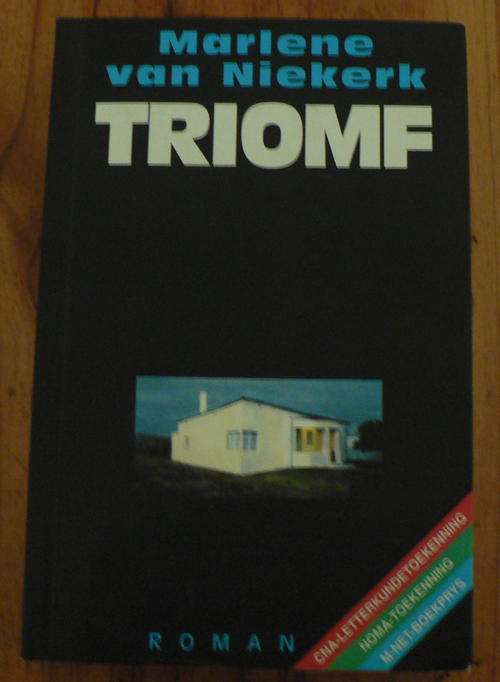 Marlene
van Niekerk
TRIOMF
ROMAN
CNA-LETTERKUNDETOEKENNING
NOMA-TOEKENNING
M-NET-BOEKPRYS